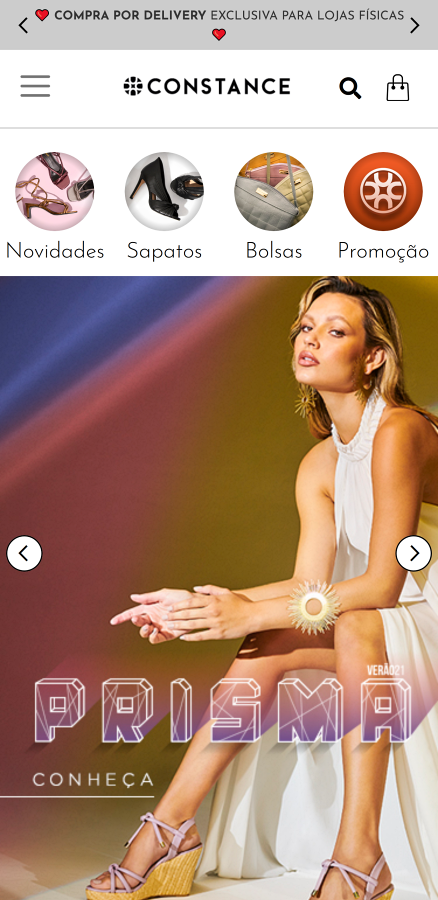 COMPRA POR DELIVERY EXCLUSIVA PARA LOJAS FÍSICAS
CONSTANCE
Novidades Sapatos Bolsas Promoção
VERÃO21
PRISMA
CONHEÇA